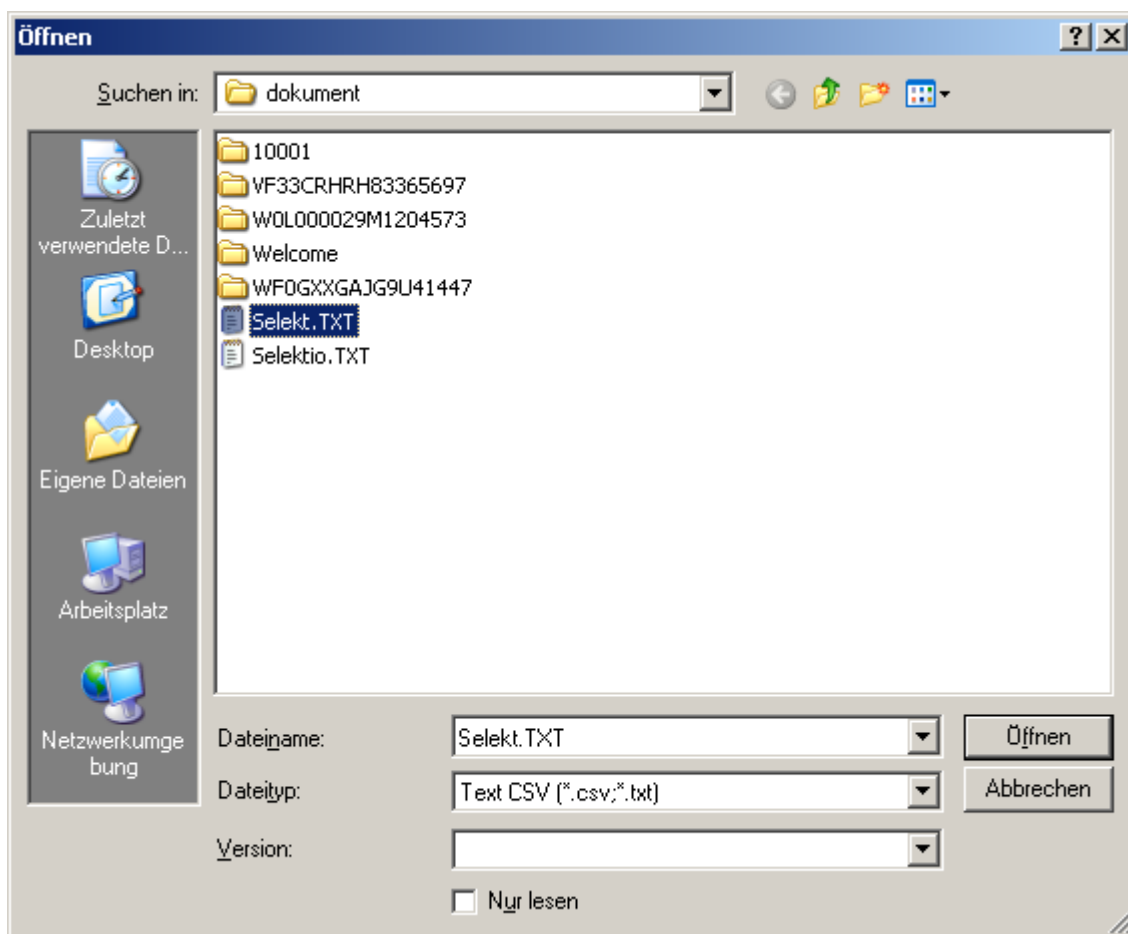 Öffnen
Suchen in:
dokument
Zuletzt
verwendete D...
Desktop
Eigene Dateien
Arbeitsplatz
Netzwerkumge
bung
10001
VF33CRHRH83365697
W0L000029M1204573
Welcome
WF0GXXGAJG9U41447
Selekt.TXT
Selektio.TXT
Dateiname:
Selekt.TXT
Öffnen
Dateityp:
Text CSV (*.csv;*.txt)
Abbrechen
Version:
Nur lesen